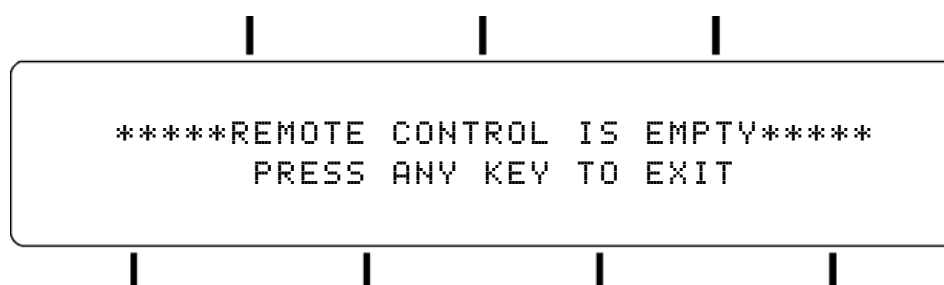 *****REMOTE CONTROL IS EMPTY*****
PRESS ANY KEY TO EXIT